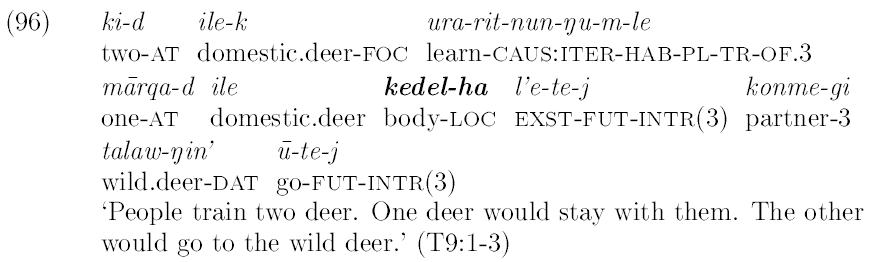 (96) ki-d ile-k ura-rit-nun-ŋu-m-le
two-AT domestic.deer-FOC learn-CAUS:ITER-HAB-PL-TR-OF.3
mārqa-d ile kedel-ha l'e-te-j konme-gi
one-AT domestic.deer body-LOC EXST-FUT-INTR(3) partner-3
talaw-ŋin' ū-te-j
wild.deer-DAT go-FUT-INTR(3)
‘People train two deer. One deer would stay with them. The other
would go to the wild deer.’ (T9:1-3)